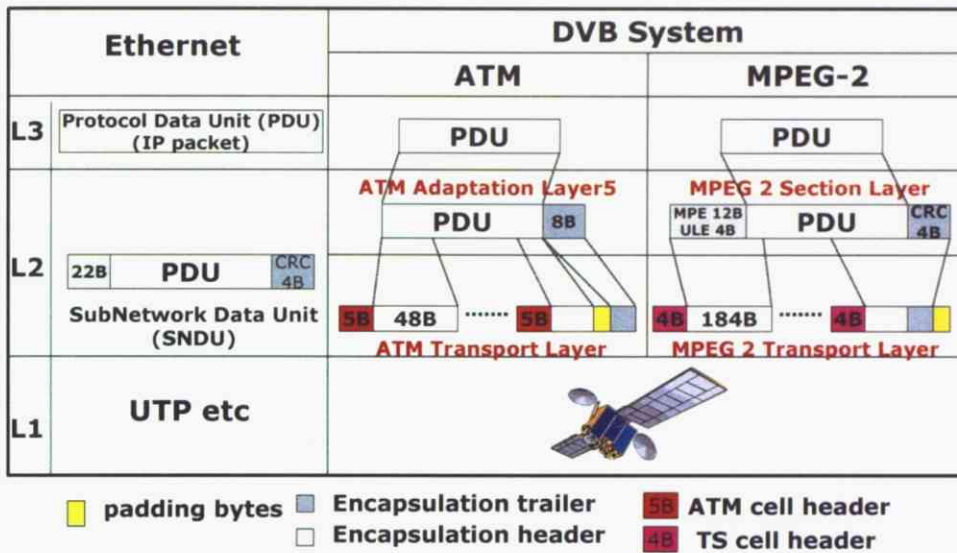 Ethernet
DVB System
ATM
MPEG-2
L3
Protocol Data Unit (PDU)
(IP packet)
PDU
PDU
ATM Adaptation Layer5
MPEG 2 Section Layer
PDU
8B
MPE 12B
ULE 4B
PDU
CRC
4B
L2
22B
PDU
CRC
4B
SubNetwork Data Unit
(SNDU)
5B
48B
.......
5B
4B
184B
.......
4B
ATM Transport Layer
MPEG 2 Transport Layer
L1
UTP etc
padding bytes
Encapsulation trailer
Encapsulation header
5B
ATM cell header
4B
TS cell header